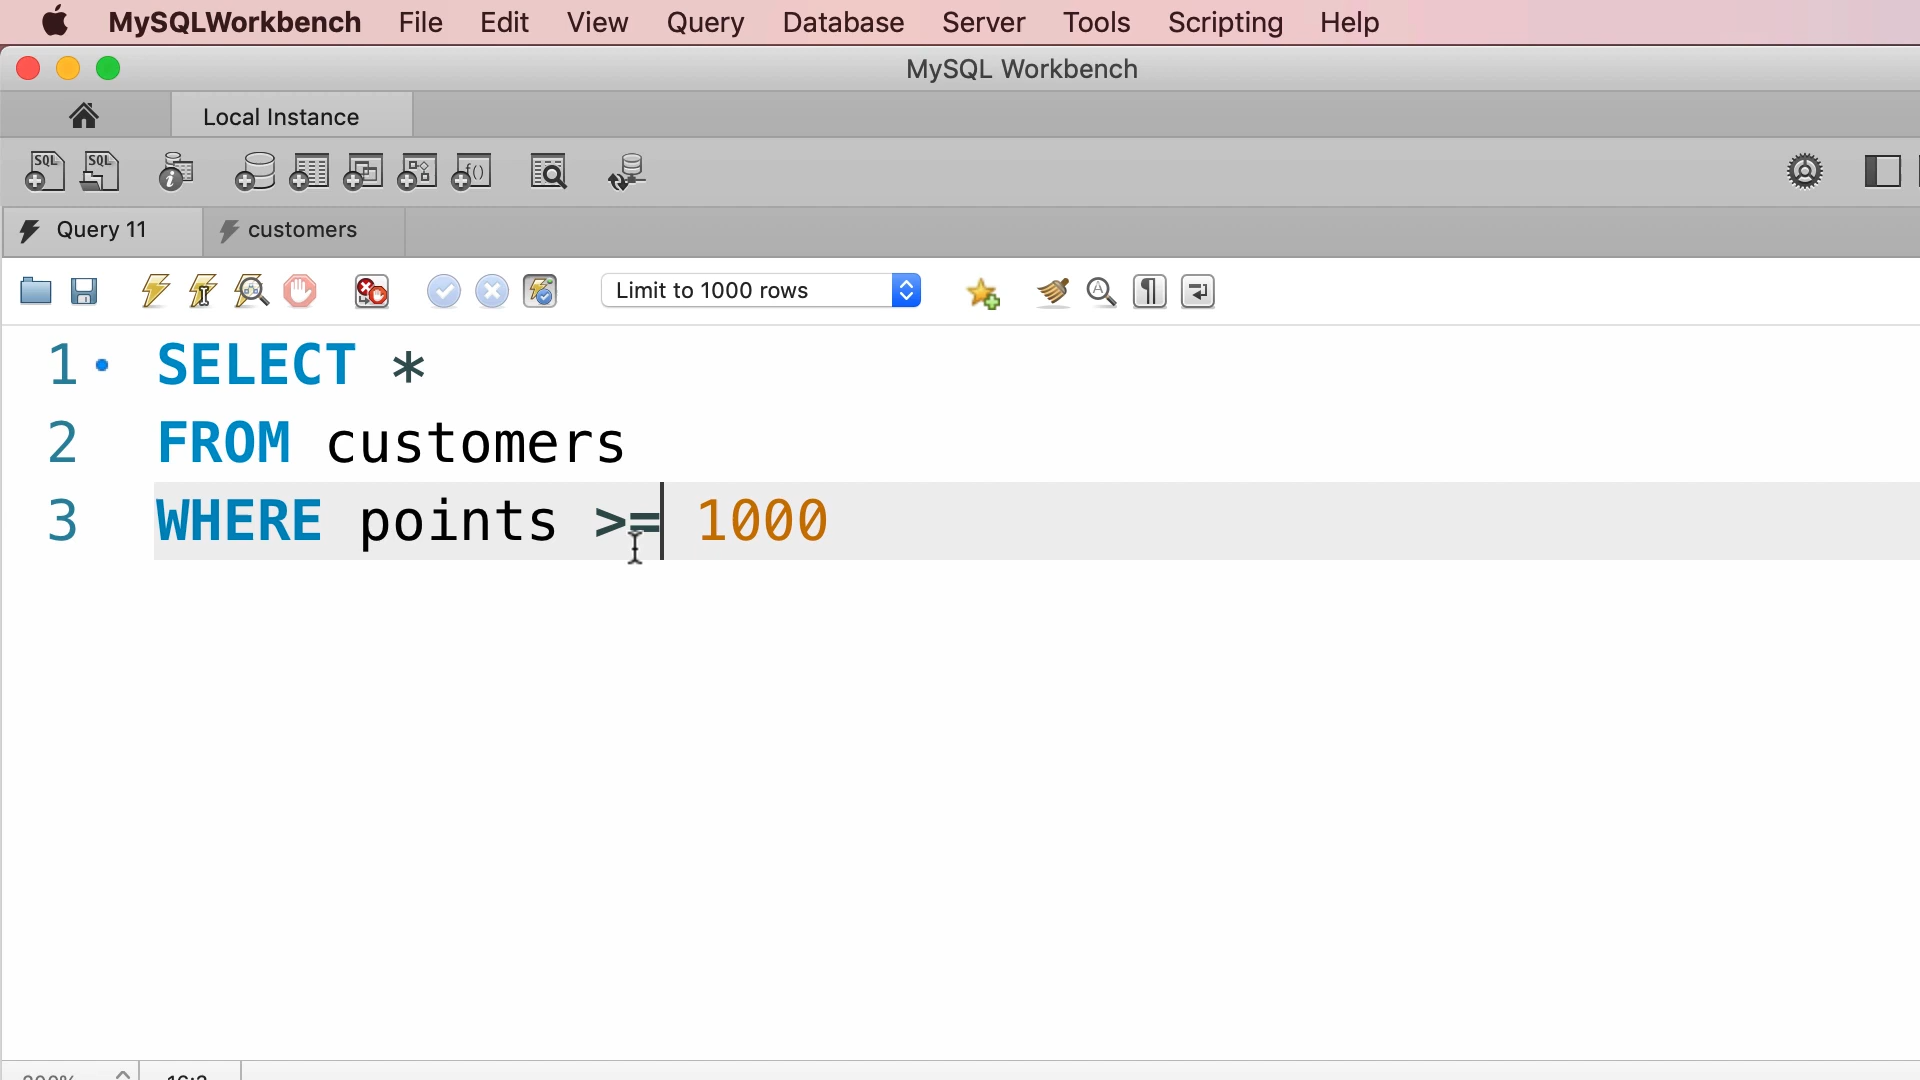 MySQLWorkbench File Edit View Query Database Server Tools Scripting Help
MySQL Workbench
Local Instance
SQL SQL f()
Query 11 customers
Limit to 1000 rows
1 SELECT *
2 FROM customers
3 WHERE points >= 1000